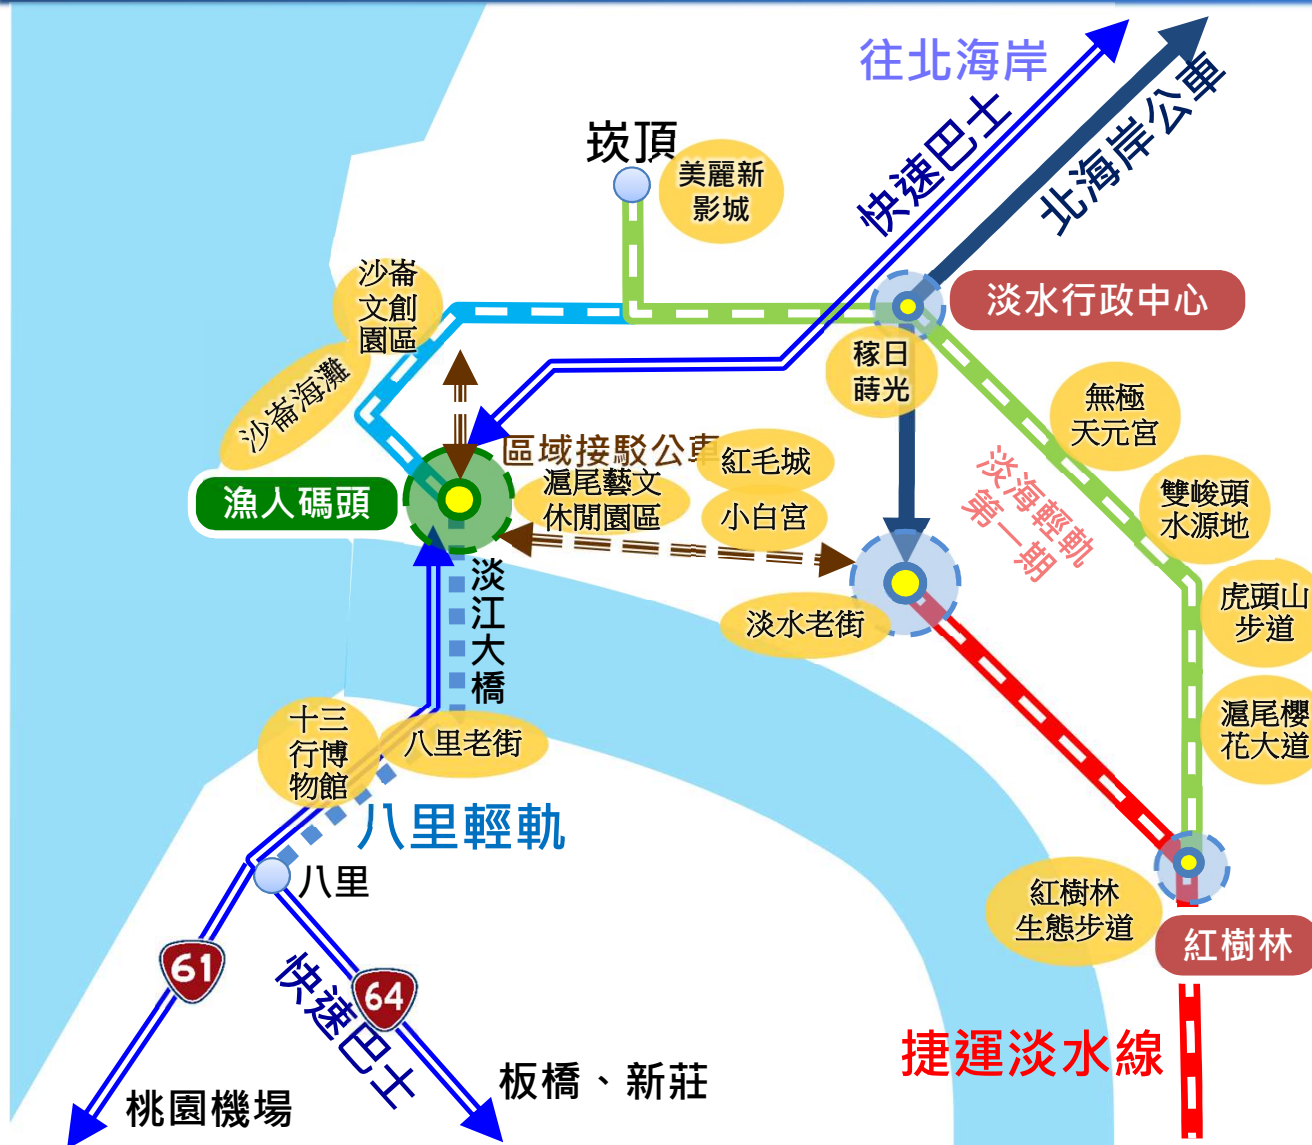 往北海岸
快速巴士
北海岸公車
崁頂
美麗新
影城
沙崙
文創
園區
淡水行政中心
沙崙海灘
稼日
蒔光
無極
天元宮
區域接駁公車
紅毛城
漁人碼頭
滬尾藝文
休閒園區
小白宮
淡海輕軌
第一期
雙峻頭
水源地
淡江大橋
淡水老街
虎頭山
步道
十三
行博
物館
八里老街
滬尾櫻
花大道
八里輕軌
八里
紅樹林
生態步道
紅樹林
61
快速巴士
64
捷運淡水線
桃園機場
板橋、新莊